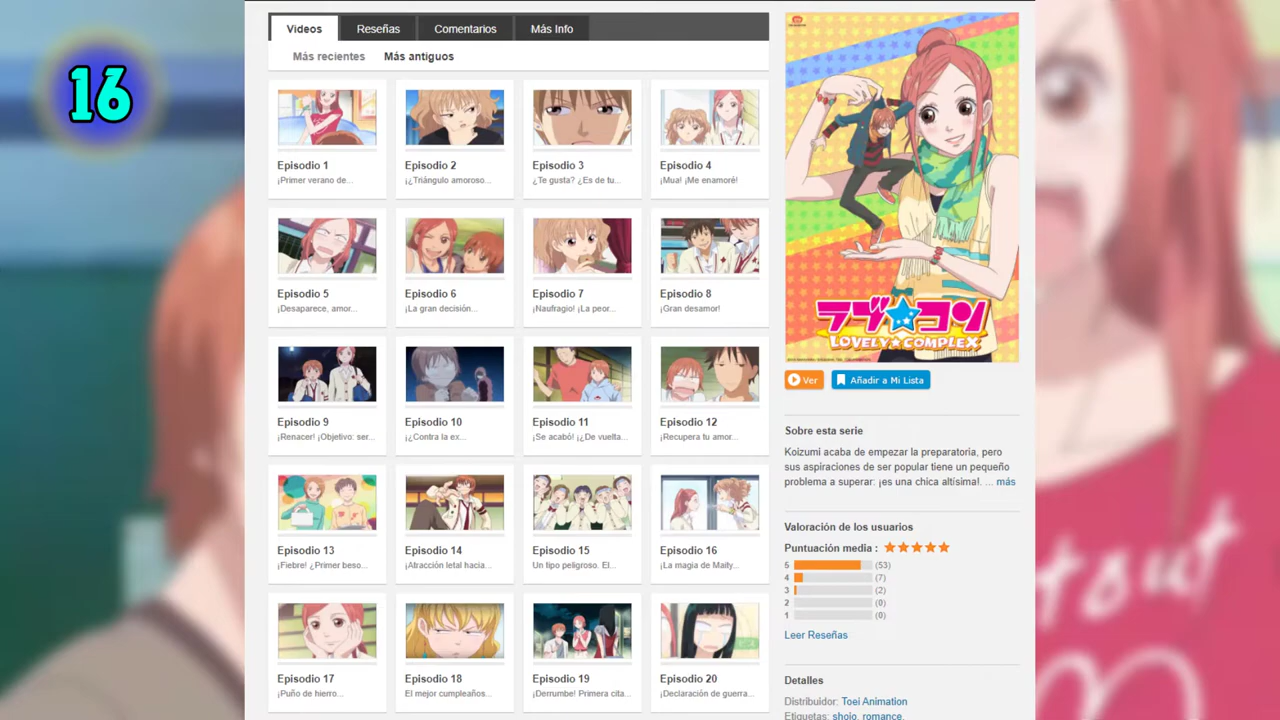 16
Videos
Reseñas
Comentarios
Más Info
Más recientes
Más antiguos
Episodio 1
¡Primer verano de...
Episodio 2
¡¿Triángulo amoroso...
Episodio 3
¿Te gusta? ¿Es de tu...
Episodio 4
¡Mua! ¡Me enamoré!
Episodio 5
¡Desaparece, amor...
Episodio 6
¡La gran decisión...
Episodio 7
¡Naufragio! ¡La peor...
Episodio 8
¡Gran desamor!
Episodio 9
¡Renacer! ¡Objetivo: ser...
Episodio 10
¡¿Contra la ex...
Episodio 11
¡Se acabó! ¡¿De vuelta...
Episodio 12
¡Recupera tu amor...
Episodio 13
¡Fiebre! ¿Primer beso...
Episodio 14
¡Atracción letal hacia...
Episodio 15
Un tipo peligroso. El...
Episodio 16
¡La magia de Maity...
Episodio 17
¡Puño de hierro...
Episodio 18
El mejor cumpleaños...
Episodio 19
¡Derrumbe! Primera cita...
Episodio 20
¡Declaración de guerra...
ラブ★コン
LOVELY★COMPLEX
Ver
Añadir a Mi Lista
Sobre esta serie
Koizumi acaba de empezar la preparatoria, pero
sus aspiraciones de ser popular tiene un pequeño
problema a superar: ¡es una chica altísima!. ... más
Valoración de los usuarios
Puntuación media :
5 (53)
4 (7)
3 (2)
2 (0)
1 (0)
Leer Reseñas
Detalles
Distribuidor: Toei Animation
Etiquetas: shojo, romance,